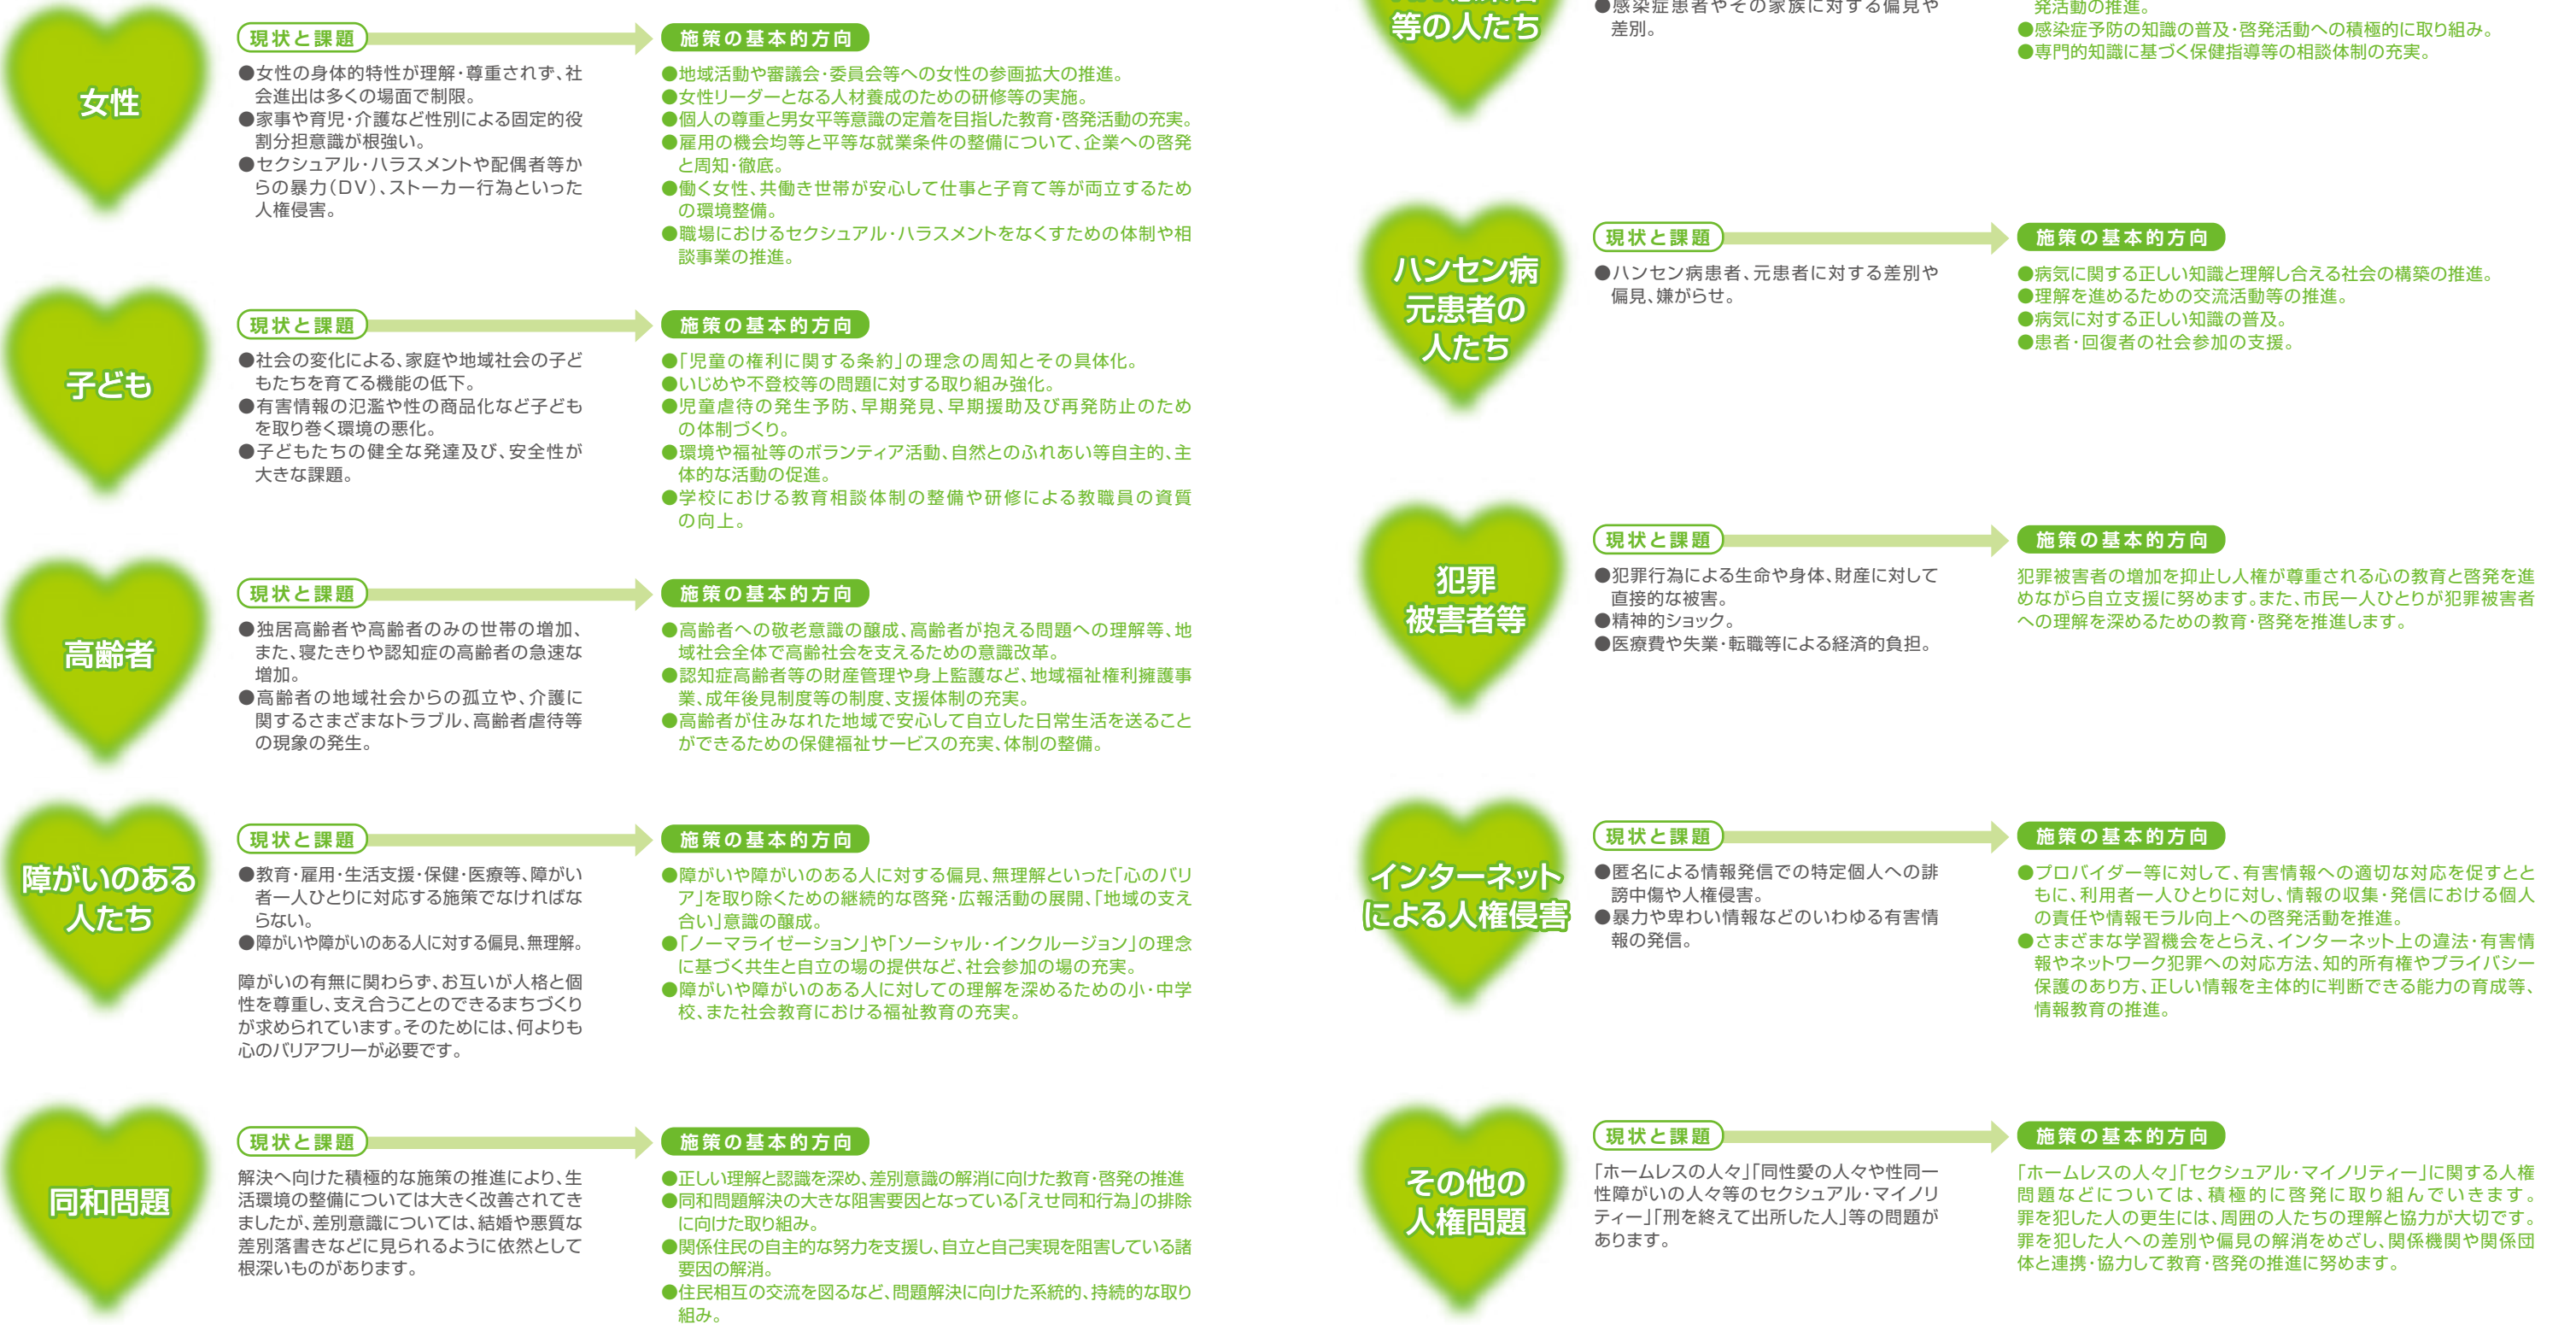 女性
現状と課題
●女性の身体的特性が理解・尊重されず、社
会進出は多くの場面で制限。
●家事や育児・介護など性別による固定的役
割分担意識が根強い。
●セクシュアル・ハラスメントや配偶者等か
らの暴力（DV）、ストーカー行為といった
人権侵害。
施策の基本的方向
●地域活動や審議会・委員会等への女性の参画拡大の推進。
●女性リーダーとなる人材養成のための研修等の実施。
●個人の尊重と男女平等意識の定着を目指した教育・啓発活動の充実。
●雇用の機会均等と平等な就業条件の整備について、企業への啓発
と周知・徹底。
●働く女性、共働き世帯が安心して仕事と子育て等が両立するため
の環境整備。
●職場におけるセクシュアル・ハラスメントをなくすための体制や相
談事業の推進。
子ども
現状と課題
●社会の変化による、家庭や地域社会の子ど
もたちを育てる機能の低下。
●有害情報の氾濫や性の商品化など子ども
を取り巻く環境の悪化。
●子どもたちの健全な発達及び、安全性が
大きな課題。
施策の基本的方向
●「児童の権利に関する条約」の理念の周知とその具体化。
●いじめや不登校等の問題に対する取り組み強化。
●児童虐待の発生予防、早期発見、早期援助及び再発防止のため
の体制づくり。
●環境や福祉等のボランティア活動、自然とのふれあい等自主的、主
体的な活動の促進。
●学校における教育相談体制の整備や研修による教職員の資質
の向上。
高齢者
現状と課題
●独居高齢者や高齢者のみの世帯の増加、
また、寝たきりや認知症の高齢者の急速な
増加。
●高齢者の地域社会からの孤立や、介護に
関するさまざまなトラブル、高齢者虐待等
の現象の発生。
施策の基本的方向
●高齢者への敬老意識の醸成、高齢者が抱える問題への理解等、地
域社会全体で高齢社会を支えるための意識改革。
●認知症高齢者等の財産管理や身上監護など、地域福祉権利擁護事
業、成年後見制度等の制度、支援体制の充実。
●高齢者が住みなれた地域で安心して自立した日常生活を送ること
ができるための保健福祉サービスの充実、体制の整備。
障がいのある
人たち
現状と課題
●教育・雇用・生活支援・保健・医療等、障がい
者一人ひとりに対応する施策でなければな
らない。
●障がいや障がいのある人に対する偏見、無理解。
障がいの有無に関わらず、お互いが人格と個
性を尊重し、支え合うことのできるまちづくり
が求められています。そのためには、何よりも
心のバリアフリーが必要です。
施策の基本的方向
●障がいや障がいのある人に対する偏見、無理解といった「心のバリ
ア」を取り除くための継続的な啓発・広報活動の展開、「地域の支え
合い」意識の醸成。
●「ノーマライゼーション」や「ソーシャル・インクルージョン」の理念
に基づく共生と自立の場の提供など、社会参加の場の充実。
●障がいや障がいのある人に対しての理解を深めるための小・中学
校、また社会教育における福祉教育の充実。
同和問題
現状と課題
解決へ向けた積極的な施策の推進により、生
活環境の整備については大きく改善されてき
ましたが、差別意識については、結婚や悪質な
差別落書きなどに見られるように依然として
根深いものがあります。
施策の基本的方向
●正しい理解と認識を深め、差別意識の解消に向けた教育・啓発の推進
●同和問題解決の大きな阻害要因となっている「えせ同和行為」の排除
に向けた取り組み。
●関係住民の自主的な努力を支援し、自立と自己実現を阻害している諸
要因の解消。
●住民相互の交流を図るなど、問題解決に向けた系統的、持続的な取り
組み。
等の人たち
●感染症患者やその家族に対する偏見や
差別。
発活動の推進。
●感染症予防の知識の普及・啓発活動への積極的に取り組み。
●専門的知識に基づく保健指導等の相談体制の充実。
ハンセン病
元患者の
人たち
現状と課題
●ハンセン病患者、元患者に対する差別や
偏見、嫌がらせ。
施策の基本的方向
●病気に関する正しい知識と理解し合える社会の構築の推進。
●理解を進めるための交流活動等の推進。
●病気に対する正しい知識の普及。
●患者・回復者の社会参加の支援。
犯罪
被害者等
現状と課題
●犯罪行為による生命や身体、財産に対して
直接的な被害。
●精神的ショック。
●医療費や失業・転職等による経済的負担。
施策の基本的方向
犯罪被害者の増加を抑止し人権が尊重される心の教育と啓発を進
めながら自立支援に努めます。また、市民一人ひとりが犯罪被害者
への理解を深めるための教育・啓発を推進します。
インターネット
による人権侵害
現状と課題
●匿名による情報発信での特定個人への誹
謗中傷や人権侵害。
●暴力や卑わい情報などのいわゆる有害情
報の発信。
施策の基本的方向
●プロバイダー等に対して、有害情報への適切な対応を促すとと
もに、利用者一人ひとりに対し、情報の収集・発信における個人
の責任や情報モラル向上への啓発活動を推進。
●さまざまな学習機会をとらえ、インターネット上の違法・有害情
報やネットワーク犯罪への対応方法、知的所有権やプライバシー
保護のあり方、正しい情報を主体的に判断できる能力の育成等、
情報教育の推進。
その他の
人権問題
現状と課題
「ホームレスの人々」「同性愛の人々や性同一
性障がいの人々等のセクシュアル・マイノリ
ティー」「刑を終えて出所した人」等の問題が
あります。
施策の基本的方向
「ホームレスの人々」「セクシュアル・マイノリティー」に関する人権
問題などについては、積極的に啓発に取り組んでいきます。
罪を犯した人の更生には、周囲の人たちの理解と協力が大切です。
罪を犯した人への差別や偏見の解消をめざし、関係機関や関係団
体と連携・協力して教育・啓発の推進に努めます。